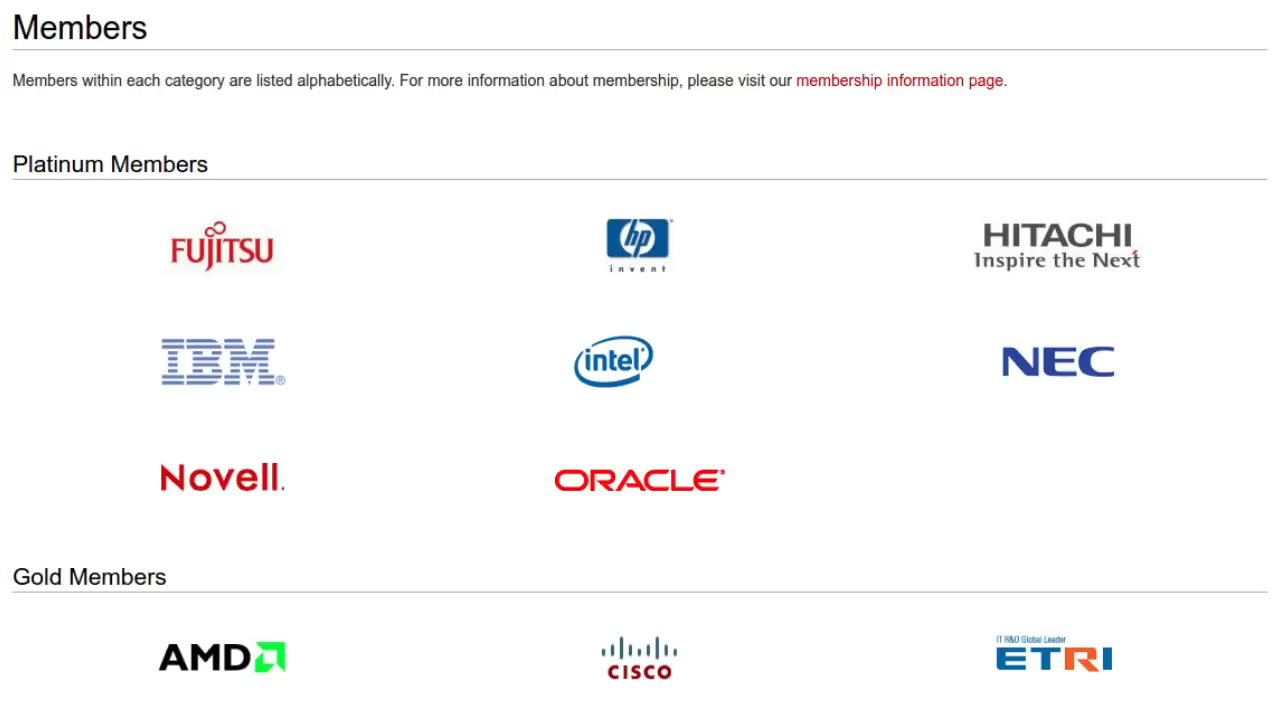 Members
Members within each category are listed alphabetically. For more information about membership, please visit our membership information page.
Platinum Members
FUJITSU
hp
invent
HITACHI
Inspire the Next
IBM®
intel®
NEC
Novell.
ORACLE®
Gold Members
AMD
CISCO
IT R&D Global Leader
ETRI